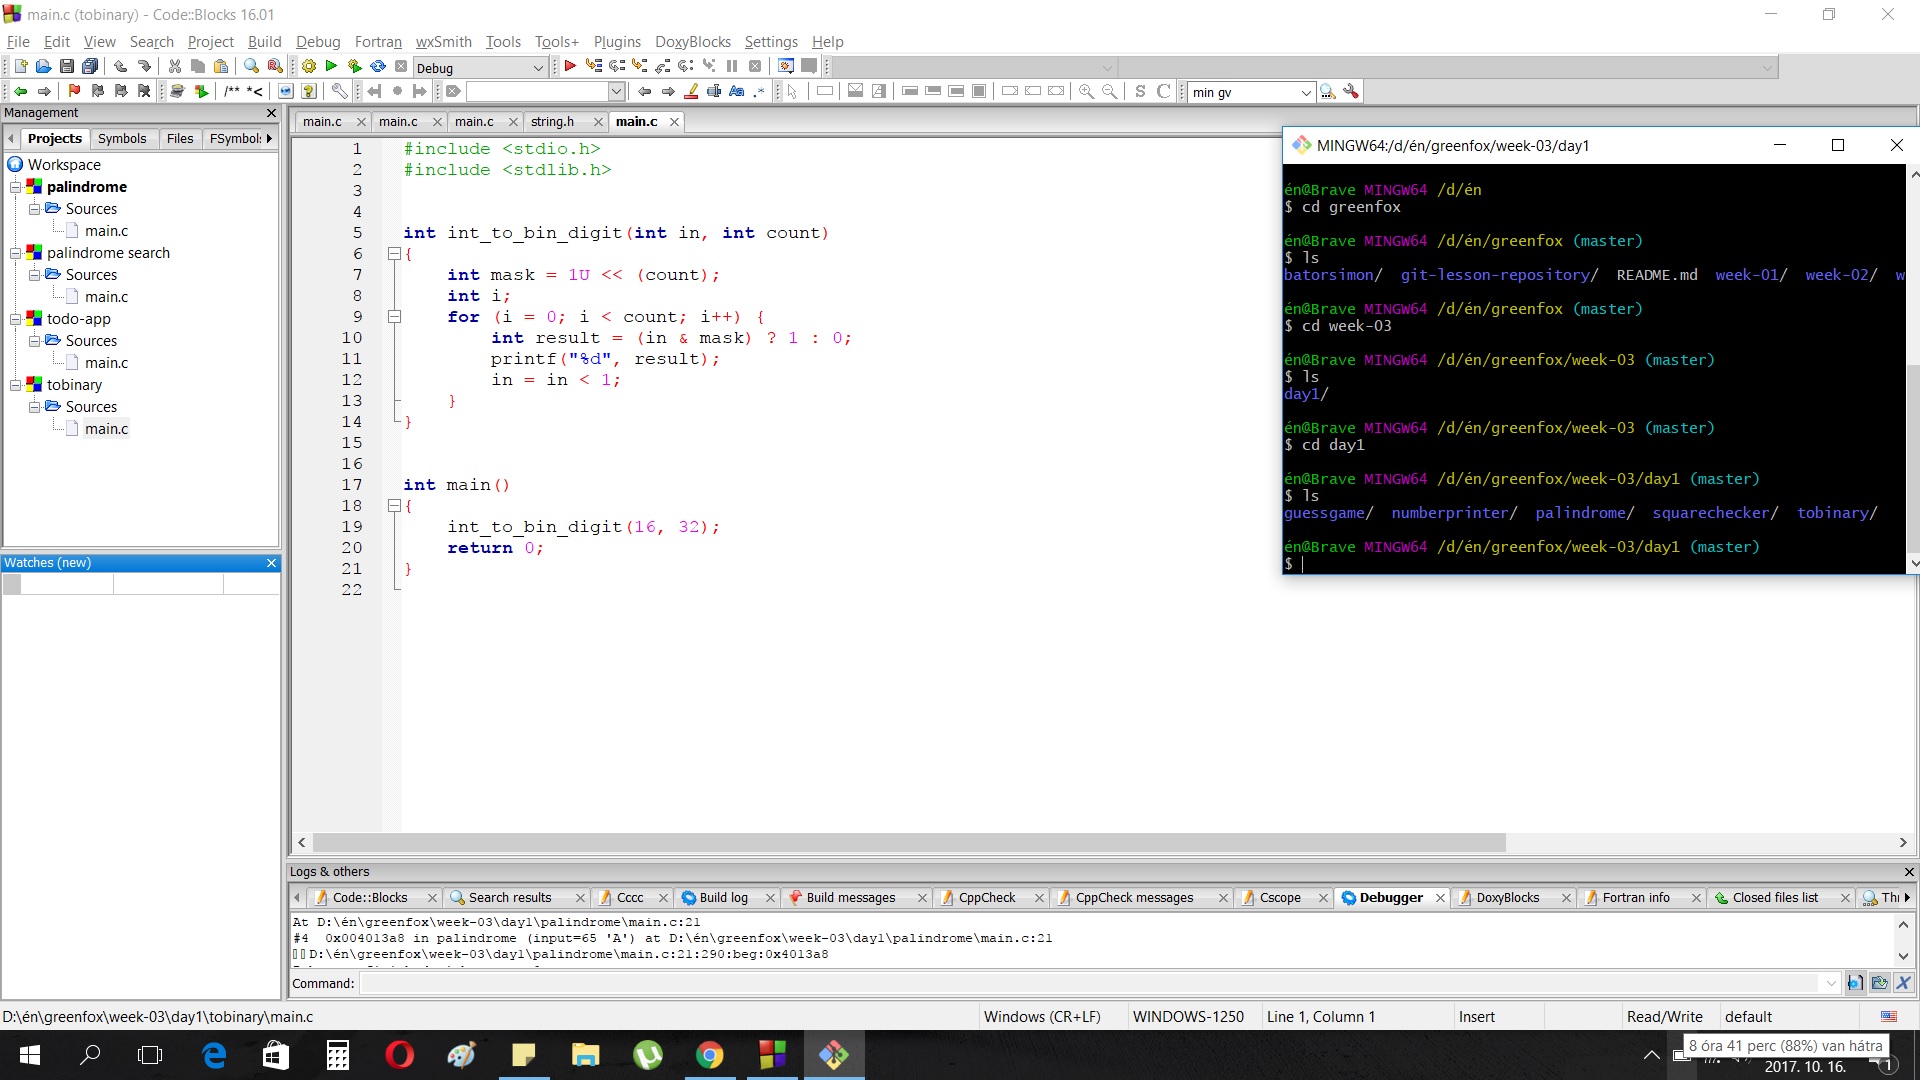 main.c (tobinary) - Code::Blocks 16.01
File Edit View Search Project Build Debug Fortran wxSmith Tools Tools+ Plugins DoxyBlocks Settings Help
Debug
/** *< min gv
Management
Projects Symbols Files FSymbols
main.c main.c main.c string.h main.c
Workspace
palindrome
Sources
main.c
palindrome search
Sources
main.c
todo-app
Sources
main.c
tobinary
Sources
main.c
Watches (new)
1 #include <stdio.h>
2 #include <stdlib.h>
3
4
5 int int_to_bin_digit(int in, int count)
6 {
7 int mask = 1U << (count);
8 int i;
9 for (i = 0; i < count; i++) {
10 int result = (in & mask) ? 1 : 0;
11 printf("%d", result);
12 in = in < 1;
13 }
14 }
15
16
17 int main()
18 {
19 int_to_bin_digit(16, 32);
20 return 0;
21 }
22
MINGW64:/d/én/greenfox/week-03/day1
én@Brave MINGW64 /d/én
$ cd greenfox
én@Brave MINGW64 /d/én/greenfox (master)
$ ls
batorsimon/ git-lesson-repository/ README.md week-01/ week-02/ w
én@Brave MINGW64 /d/én/greenfox (master)
$ cd week-03
én@Brave MINGW64 /d/én/greenfox/week-03 (master)
$ ls
day1/
én@Brave MINGW64 /d/én/greenfox/week-03 (master)
$ cd day1
én@Brave MINGW64 /d/én/greenfox/week-03/day1 (master)
$ ls
guessgame/ numberprinter/ palindrome/ squarechecker/ tobinary/
én@Brave MINGW64 /d/én/greenfox/week-03/day1 (master)
$
Logs & others
Code::Blocks Search results Cccc Build log Build messages CppCheck CppCheck messages Cscope Debugger DoxyBlocks Fortran info Closed files list Thr
At D:\én\greenfox\week-03\day1\palindrome\main.c:21
#4 0x004013a8 in palindrome (input=65 'A') at D:\én\greenfox\week-03\day1\palindrome\main.c:21
D:\én\greenfox\week-03\day1\palindrome\main.c:21:290:beg:0x4013a8
Command:
D:\én\greenfox\week-03\day1\tobinary\main.c Windows (CR+LF) WINDOWS-1250 Line 1, Column 1 Insert Read/Write default
8 óra 41 perc (88%) van hátra
2017. 10. 16.
1